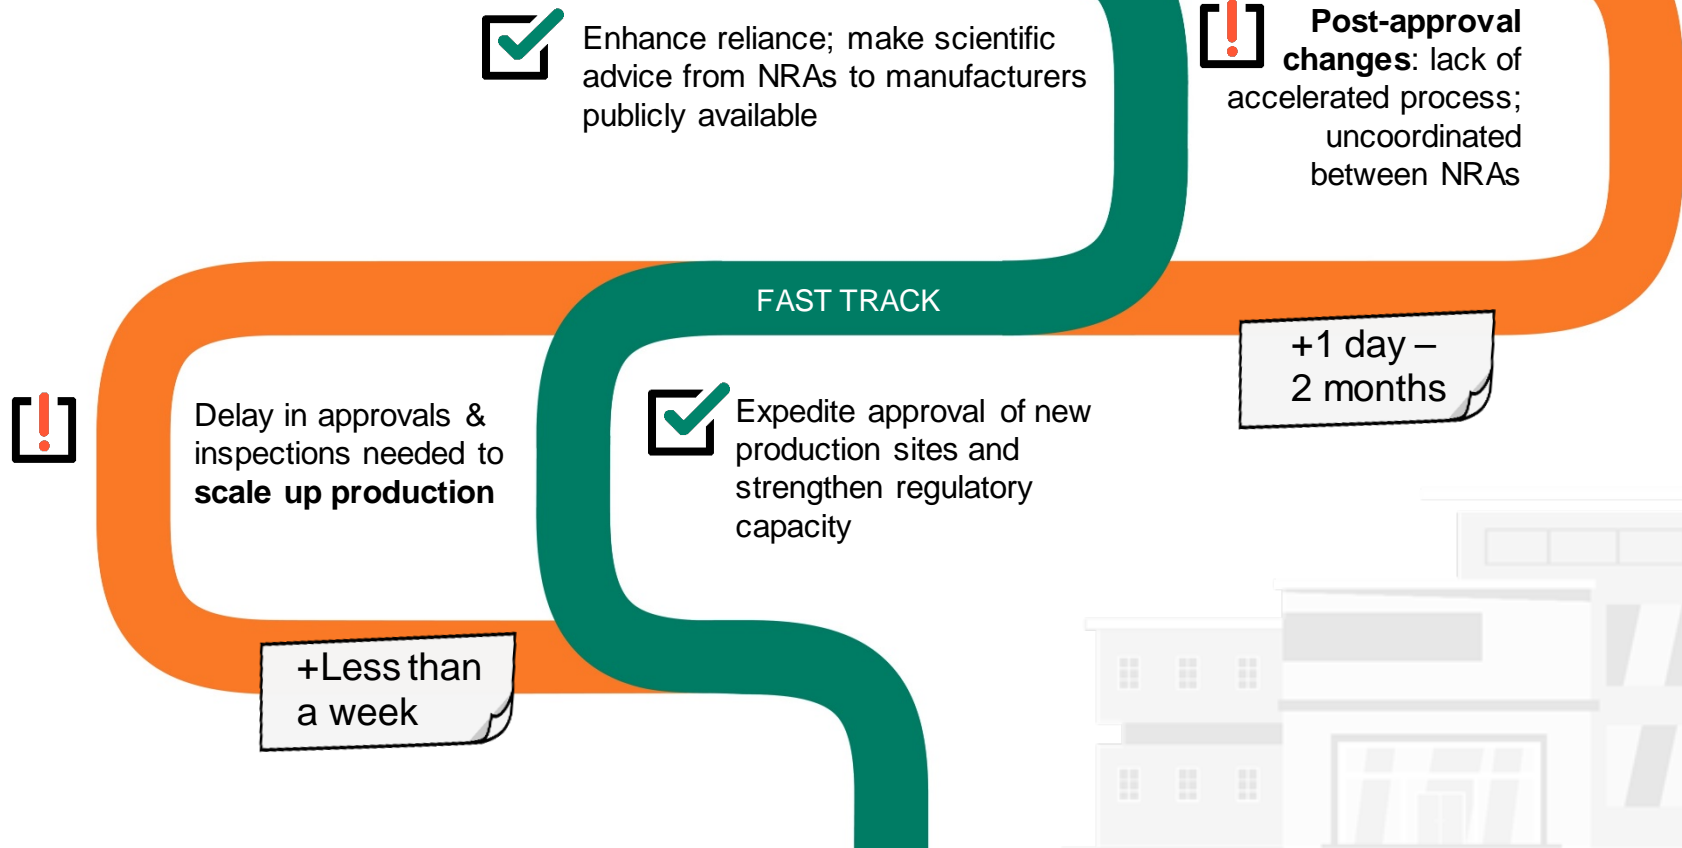 Enhance reliance; make scientific
advice from NRAs to manufacturers
publicly available
Post-approval
changes: lack of
accelerated process;
uncoordinated
between NRAs
FAST TRACK
+1 day –
2 months
Delay in approvals &
inspections needed to
scale up production
Expedite approval of new
production sites and
strengthen regulatory
capacity
+Less than
a week